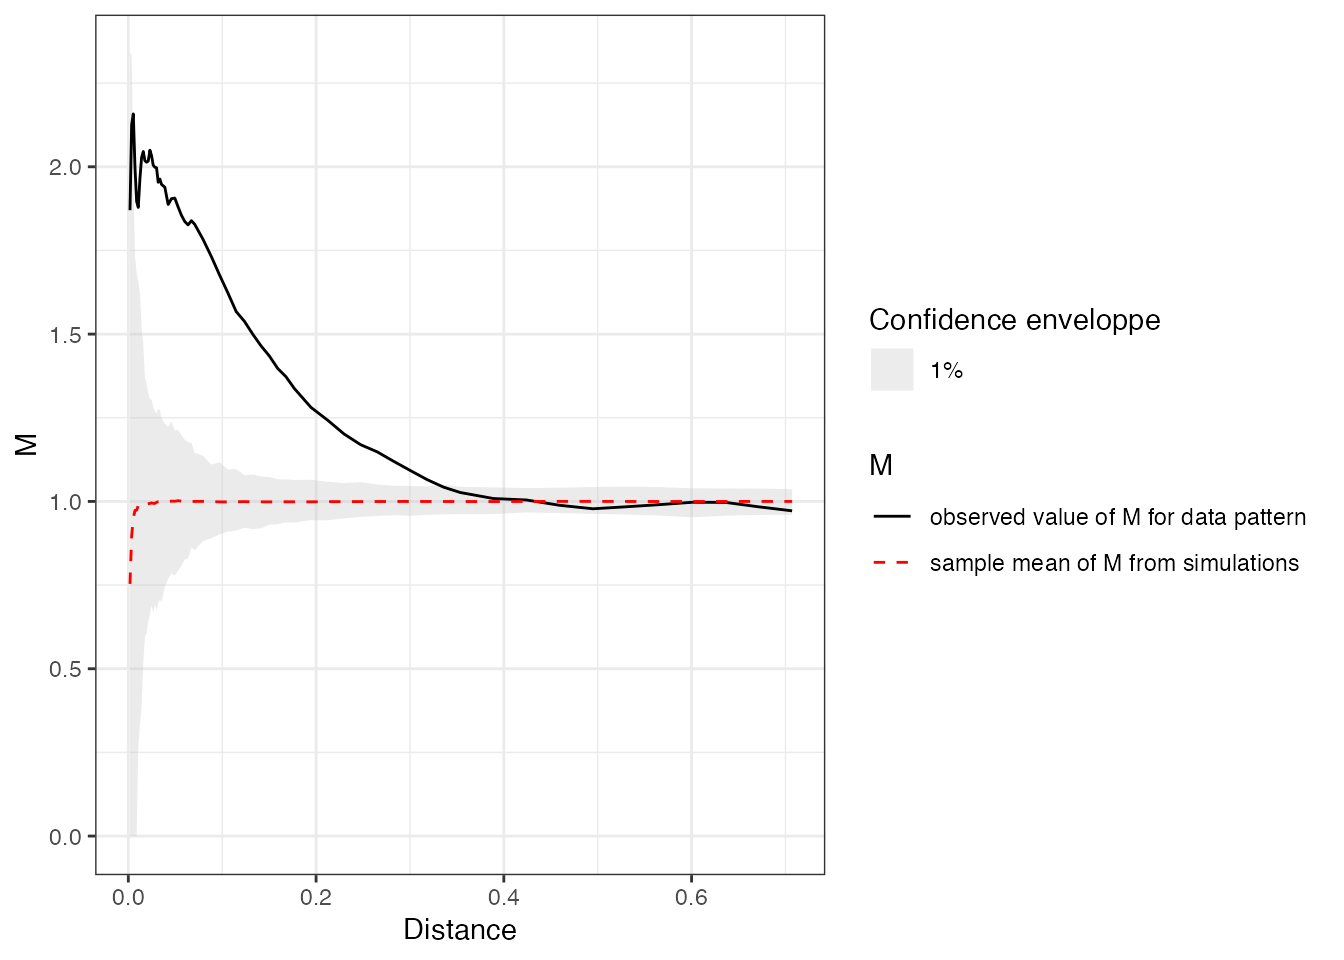 2.0
1.5
1.0
0.5
0.0
M
0.0
0.2
0.4
0.6
Distance
Confidence enveloppe
1%
M
observed value of M for data pattern
sample mean of M from simulations